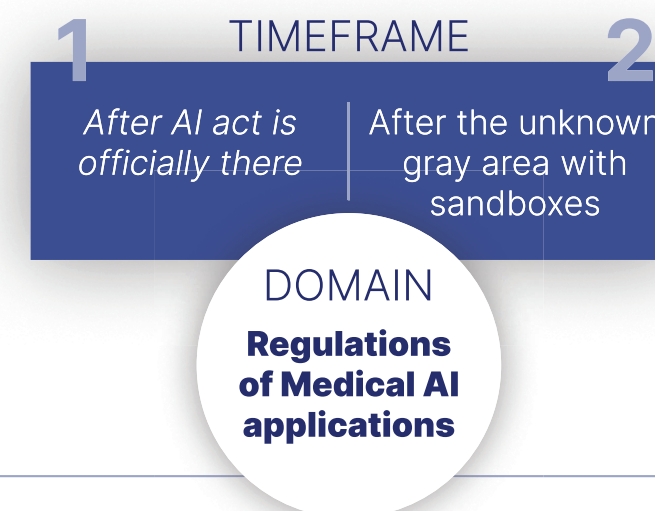 1
TIMEFRAME
2
After AI act is
officially there
After the unknown
gray area with
sandboxes
DOMAIN
Regulations
of Medical AI
applications